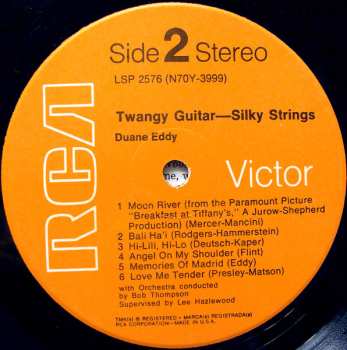 Side 2 Stereo
LSP 2576 (N70Y-3999)
Twangy Guitar—Silky Strings
Duane Eddy
RCA
Victor
1 Moon River (from the Paramount Picture
"Breakfast at Tiffany's," A Jurow-Shepherd
Production) (Mercer-Mancini)
2 Bali Ha'i (Rodgers-Hammerstein)
3 Hi-Lili, Hi-Lo (Deutsch-Kaper)
4 Angel On My Shoulder (Flint)
5 Memories Of Madrid (Eddy)
6 Love Me Tender (Presley-Matson)
with Orchestra conducted
by Bob Thompson
Supervised by Lee Hazlewood
TMK(s) ® REGISTERED • MARCA(s) REGISTRADA(s)
RCA CORPORATION—MADE IN U.S.A.